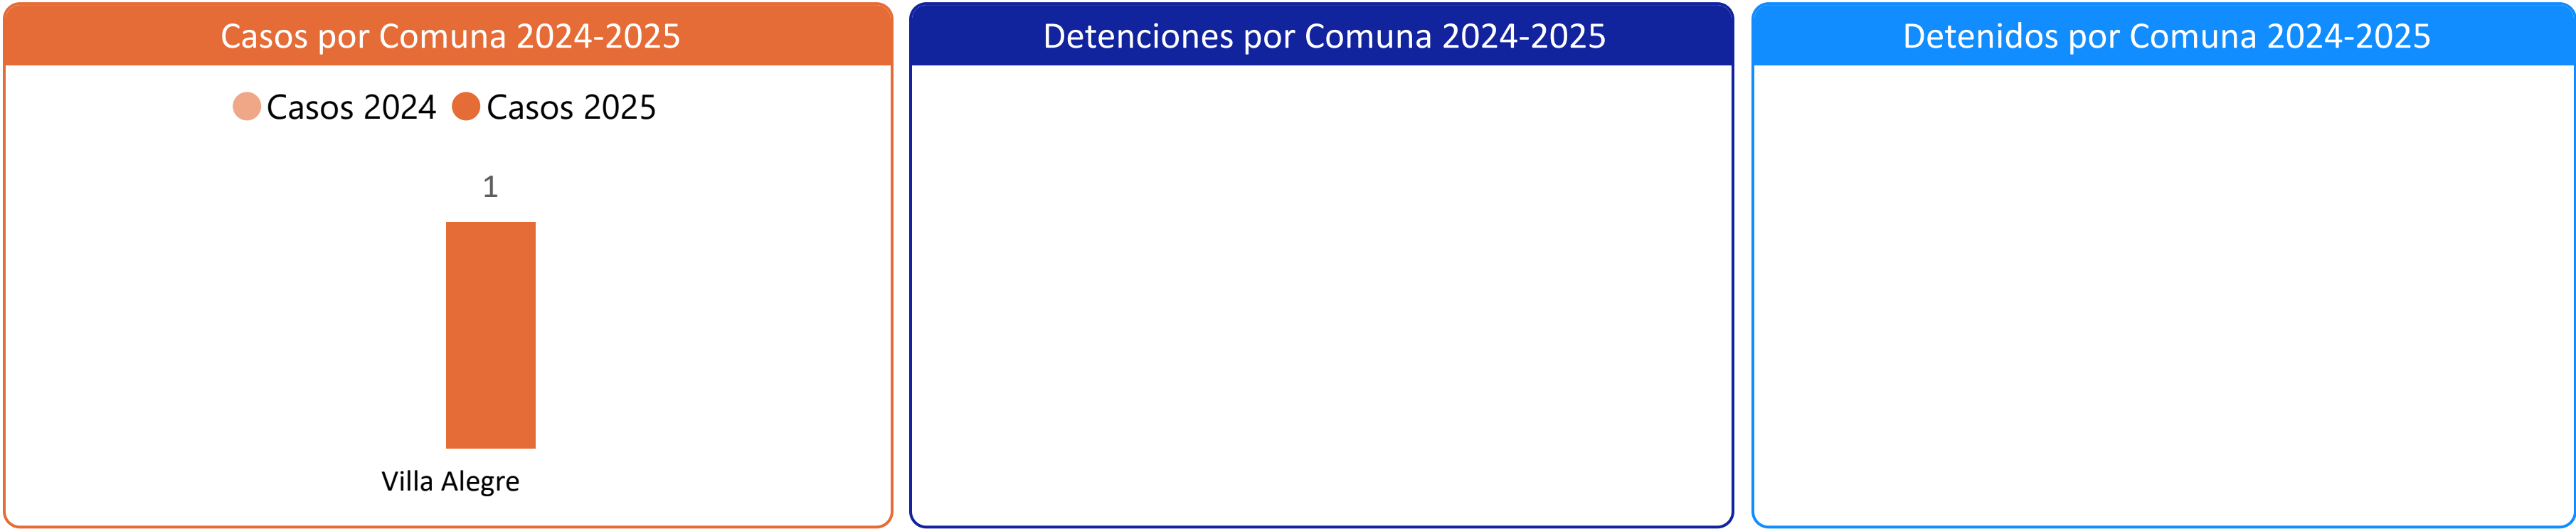 Casos por Comuna 2024-2025
Casos 2024 Casos 2025
1
Villa Alegre
Detenciones por Comuna 2024-2025
Detenidos por Comuna 2024-2025